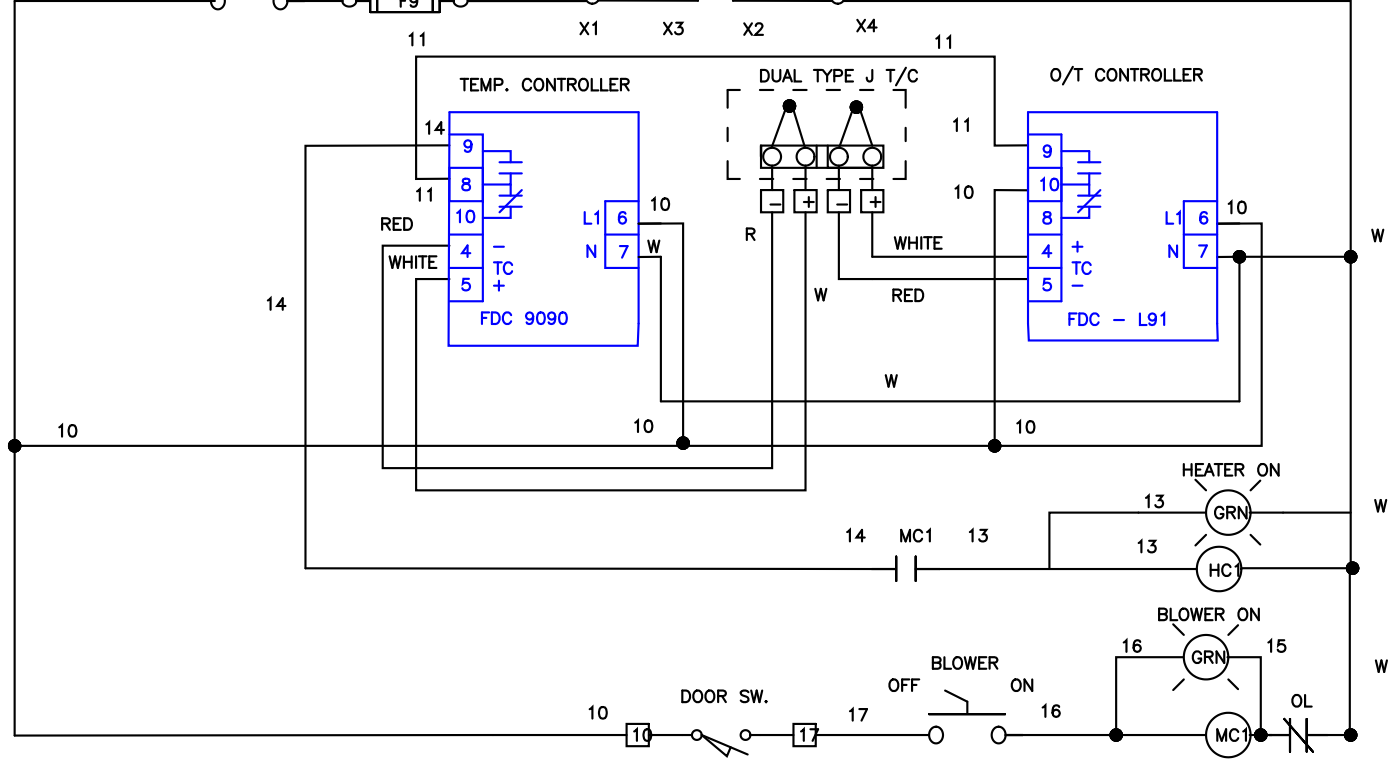 F9
X1 X3 X2 X4
11 11
TEMP. CONTROLLER DUAL TYPE J T/C O/T CONTROLLER
14 9 11 9
11 8 10 10
10 L1 6 10 8 L1 6 10
RED 4 − N 7 W R − + − + WHITE 4 + N 7 W
WHITE TC TC
5 + W RED 5 −
14
FDC 9090 FDC − L91
W
10 10 10
HEATER ON
13 GRN W
14 MC1 13 13
HC1
BLOWER ON
16 GRN 15
BLOWER W
OFF ON
DOOR SW. OL
10 17 16
10 17 MC1